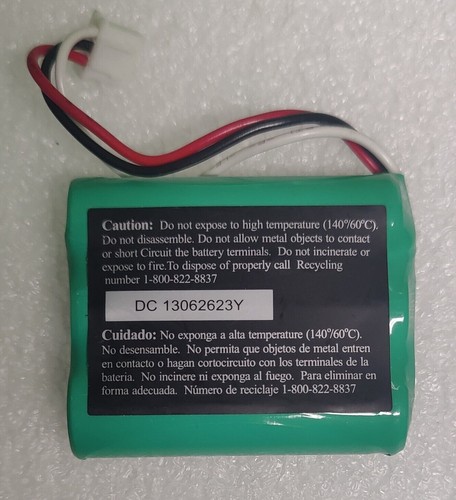 Caution: Do not expose to high temperature (140°/60°C).
Do not disassemble. Do not allow metal objects to contact
or short Circuit the battery terminals. Do not incinerate or
expose to fire.To dispose of properly call Recycling
number 1-800-822-8837
DC 13062623Y
Cuidado: No exponga a alta temperature (140°/60°C).
No desensamble. No permita que objetos de metal entren
en contacto o hagan cortocircuito con los terminales de la
bateria. No incinere ni exponga al fuego. Para eliminar en
forma adecuada. Número de reciclaje 1-800-822-8837